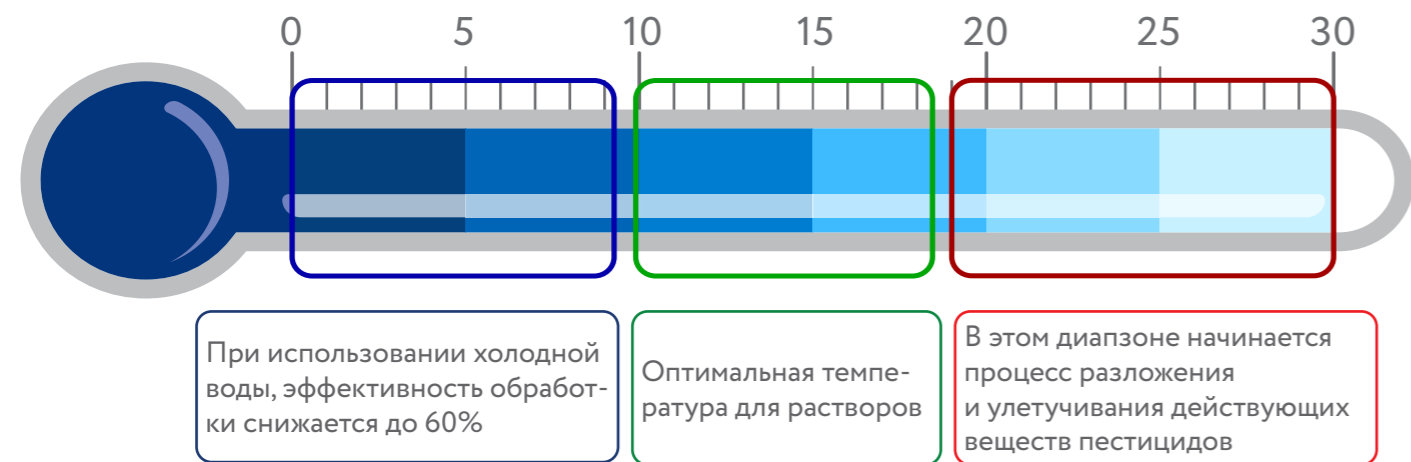 0 5 10 15 20 25 30
При использовании холодной
воды, эффективность обработ-
ки снижается до 60%
Оптимальная темпе-
ратура для растворов
В этом диапзоне начинается
процесс разложения
и улетучивания действующих
веществ пестицидов